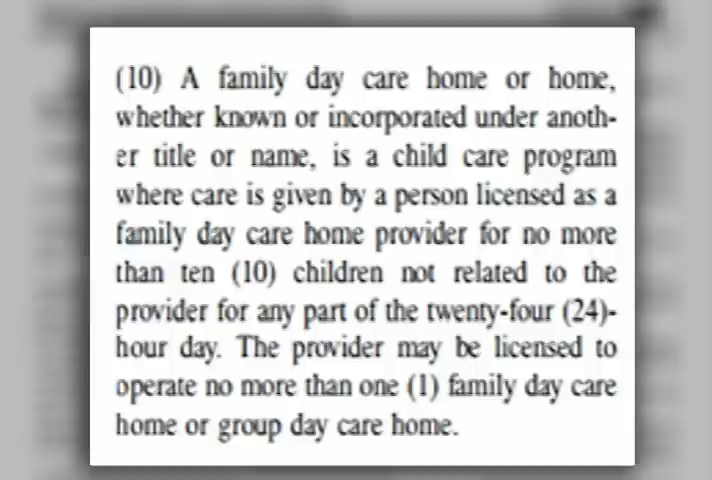 (10) A family day care home or home,
whether known or incorporated under anoth-
er title or name, is a child care program
where care is given by a person licensed as a
family day care home provider for no more
than ten (10) children not related to the
provider for any part of the twenty-four (24)-
hour day. The provider may be licensed to
operate no more than one (1) family day care
home or group day care home.